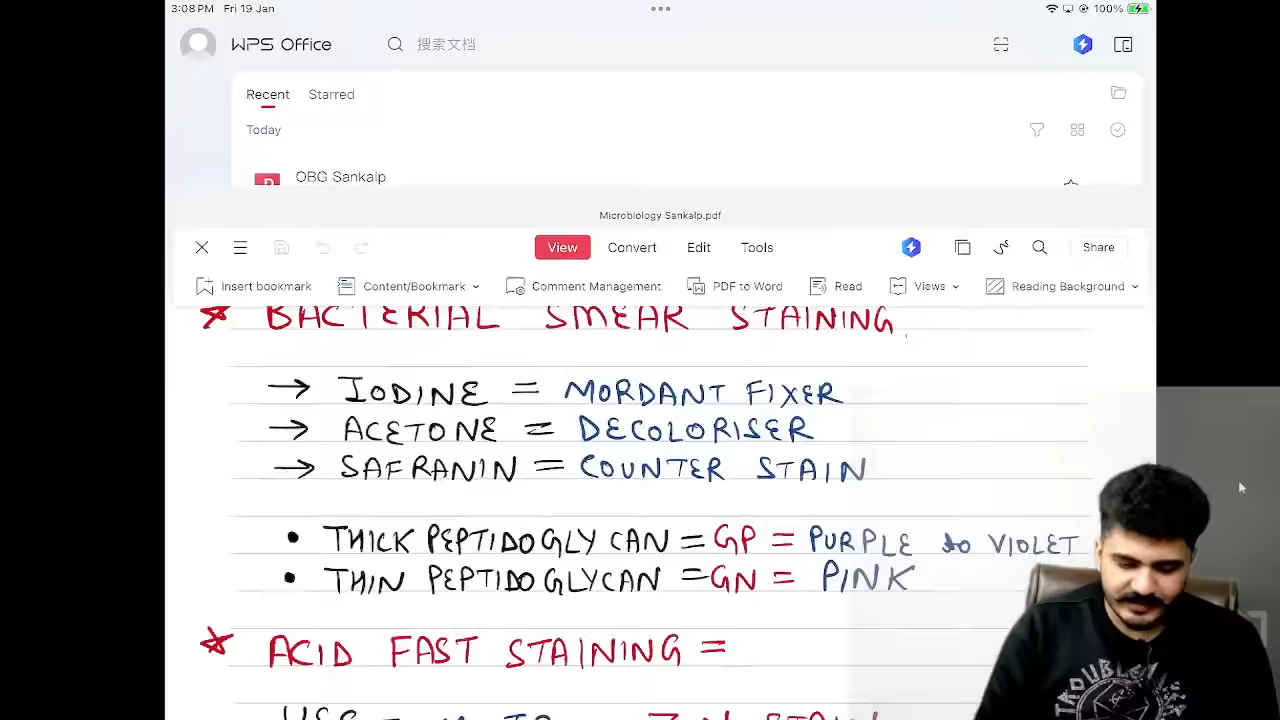 3:08 PM Fri 19 Jan
100%
WPS Office
搜索文档
Recent Starred
Today
OBG Sankalp
Microbiology Sankalp.pdf
View Convert Edit Tools
Share
Insert bookmark Content/Bookmark Comment Management PDF to Word Read Views Reading Background
★ BACTERIAL SMEAR STAINING
→ IODINE = MORDANT FIXER
→ ACETONE = DECOLORISER
→ SAFRANIN = COUNTER STAIN
• THICK PEPTIDOGLYCAN = GP = PURPLE to VIOLET
• THIN PEPTIDOGLYCAN = GN = PINK
★ ACID FAST STAINING =
TROUBLE